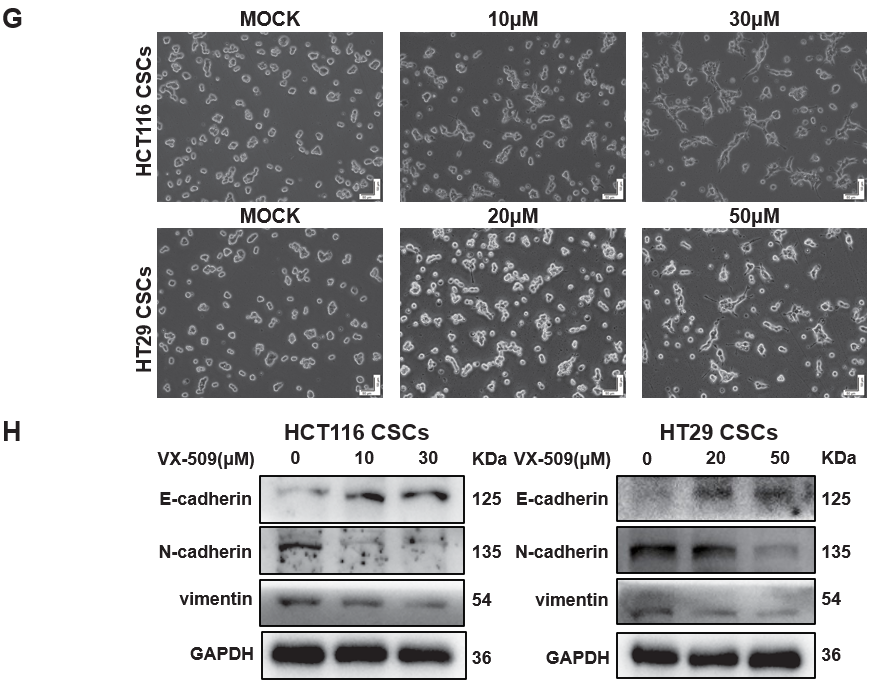 G
MOCK 10µM 30µM
HCT116 CSCs
MOCK 20µM 50µM
HT29 CSCs
H
HCT116 CSCs HT29 CSCs
VX-509(µM) 0 10 30 KDa VX-509(µM) 0 20 50 KDa
E-cadherin 125 E-cadherin 125
N-cadherin 135 N-cadherin 135
vimentin 54 vimentin 54
GAPDH 36 GAPDH 36